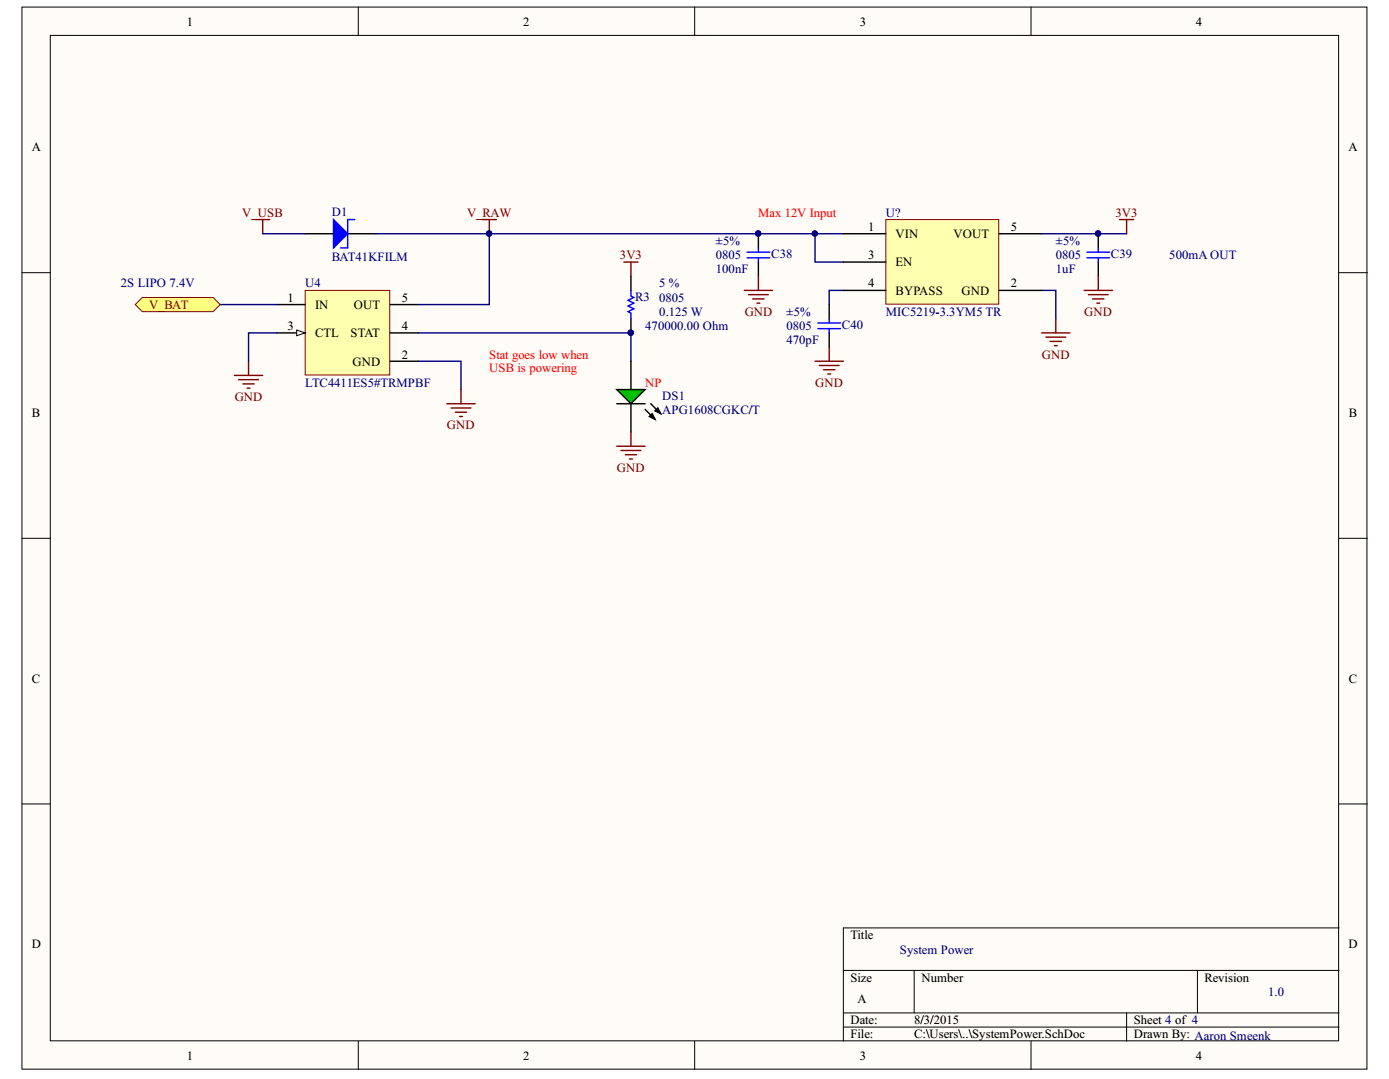 1 2 3 4
A A
V_USB D1 V_RAW Max 12V Input U? 3V3
BAT41KFILM
1 VIN VOUT 5
±5%
0805 C38
100nF
3 EN
±5%
0805 C39
1uF
500mA OUT
3V3
2S LIPO 7.4V U4
V_BAT 1 IN OUT 5
3 CTL STAT 4
GND 2
LTC4411ES5#TRMPBF
R3 5 %
0805
0.125 W
470000.00 Ohm
4 BYPASS GND 2
MIC5219-3.3YM5 TR
GND
GND
±5%
0805 C40
470pF
GND
Stat goes low when
USB is powering
GND
GND
GND
NP
DS1
APG1608CGKC/T
GND
B B
C C
D D
Title
System Power
Size Number Revision
A 1.0
Date: 8/3/2015 Sheet 4 of 4
File: C:\Users\..\SystemPower.SchDoc Drawn By: Aaron Smeenk
1 2 3 4